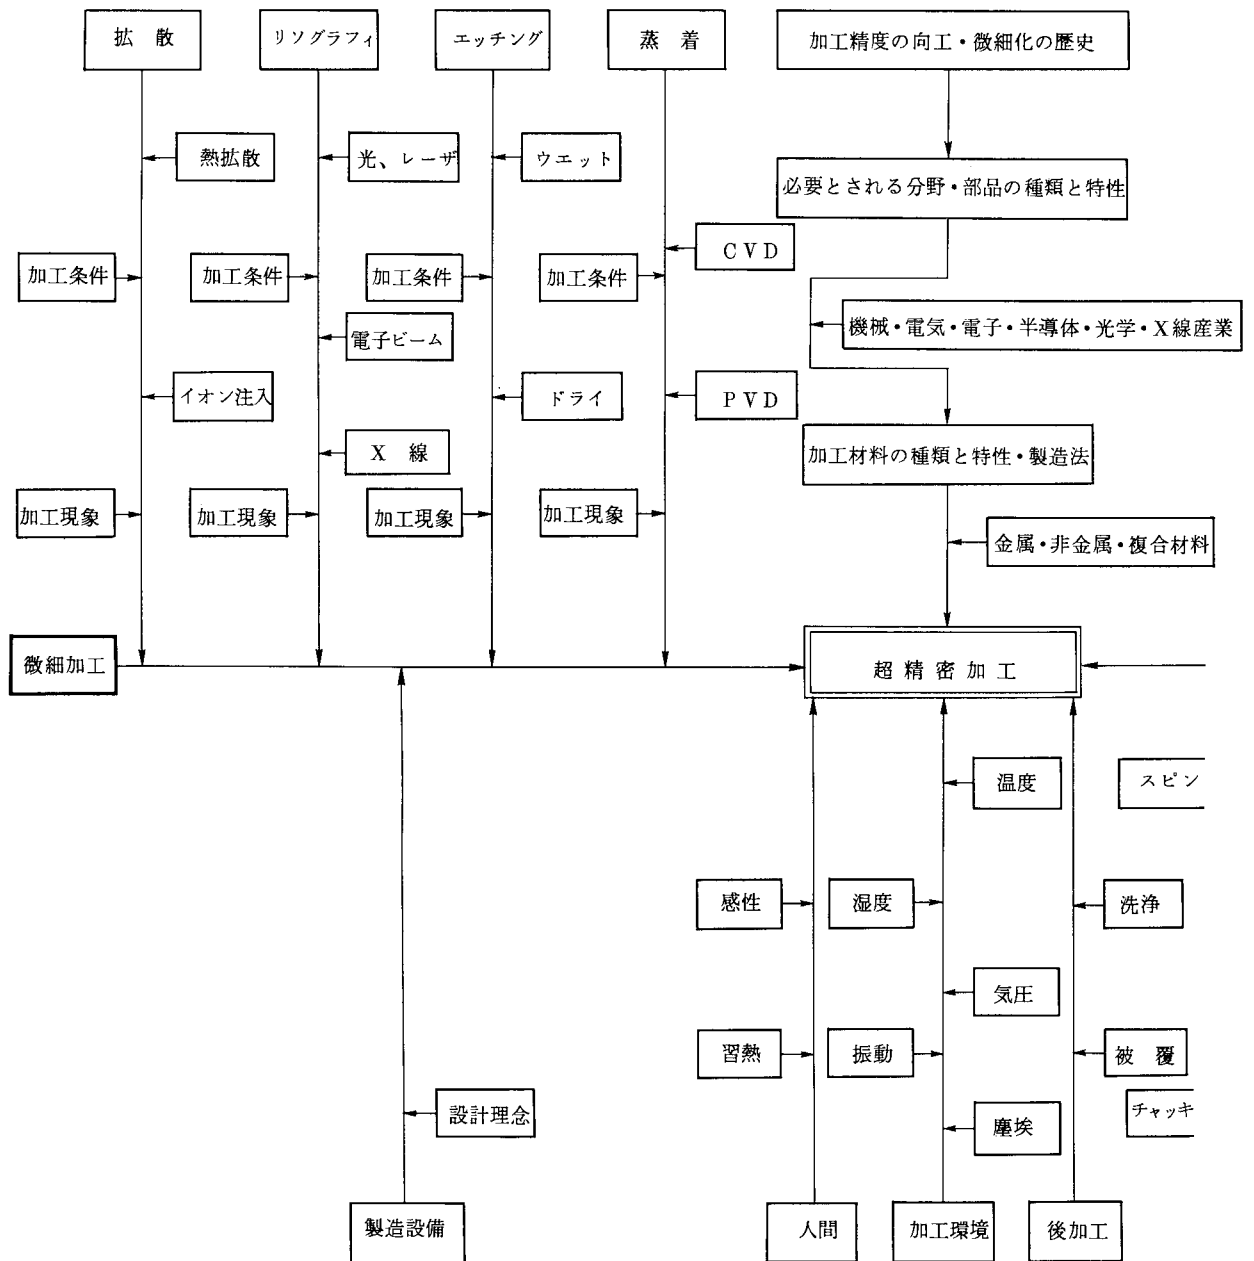 拡 散
リソグラフィ
エッチング
蒸 着
加工精度の向工・微細化の歴史
熱拡散
光、レーザ
ウエット
必要とされる分野・部品の種類と特性
CVD
加工条件
加工条件
加工条件
加工条件
機械・電気・電子・半導体・光学・X線産業
電子ビーム
イオン注入
ドライ
PVD
X 線
加工材料の種類と特性・製造法
加工現象
加工現象
加工現象
加工現象
金属・非金属・複合材料
微細加工
超精密加工
温度
スピン
感性
湿度
洗浄
気圧
習熱
振動
被 覆
設計理念
塵埃
チャッキ
製造設備
人間
加工環境
後加工